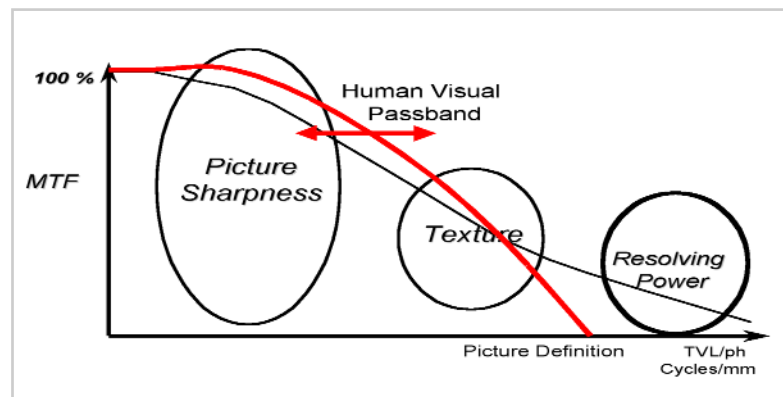 100 %
Human Visual
Passband
Picture
Sharpness
MTF
Texture
Resolving
Power
Picture Definition
TVL/ph
Cycles/mm